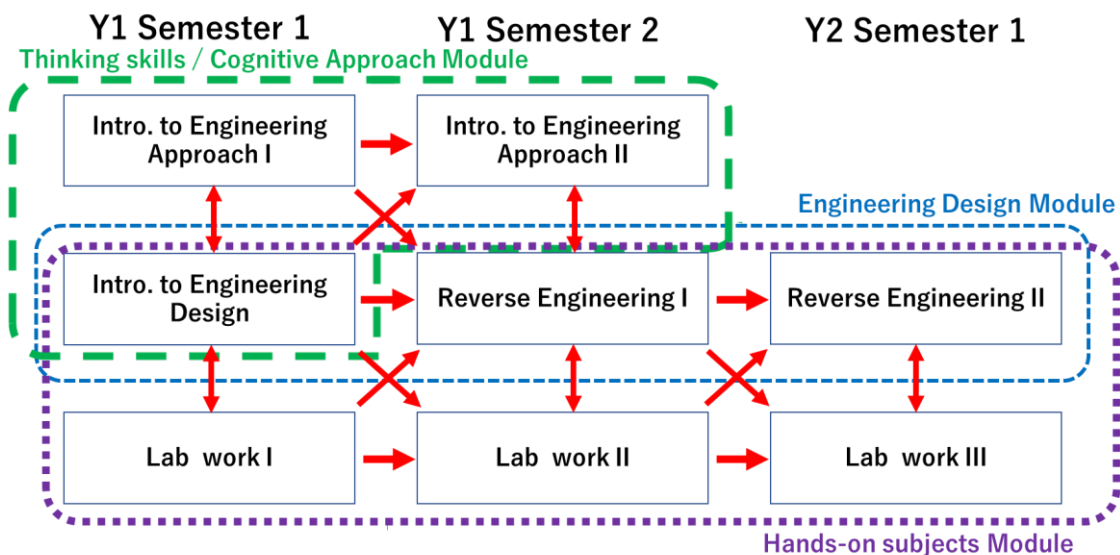 Y1 Semester 1
Y1 Semester 2
Y2 Semester 1
Thinking skills / Cognitive Approach Module
Intro. to Engineering
Approach I
Intro. to Engineering
Approach II
Engineering Design Module
Intro. to Engineering
Design
Reverse Engineering I
Reverse Engineering II
Lab work I
Lab work II
Lab work III
Hands-on subjects Module